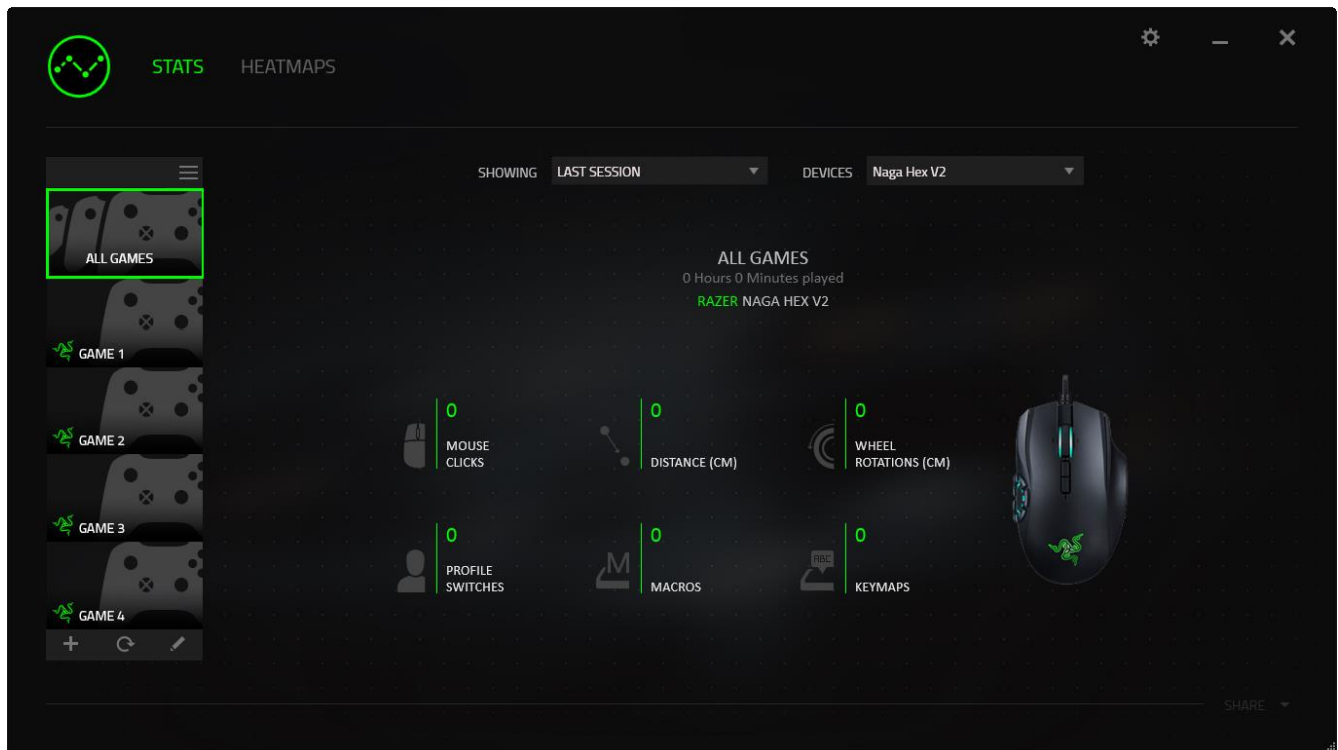 STATS HEATMAPS
SHOWING LAST SESSION DEVICES Naga Hex V2
ALL GAMES
GAME 1
GAME 2
GAME 3
GAME 4
ALL GAMES
0 Hours 0 Minutes played
RAZER NAGA HEX V2
0
MOUSE
CLICKS
0
DISTANCE (CM)
0
WHEEL
ROTATIONS (CM)
0
PROFILE
SWITCHES
M
0
MACROS
ABC
0
KEYMAPS
SHARE